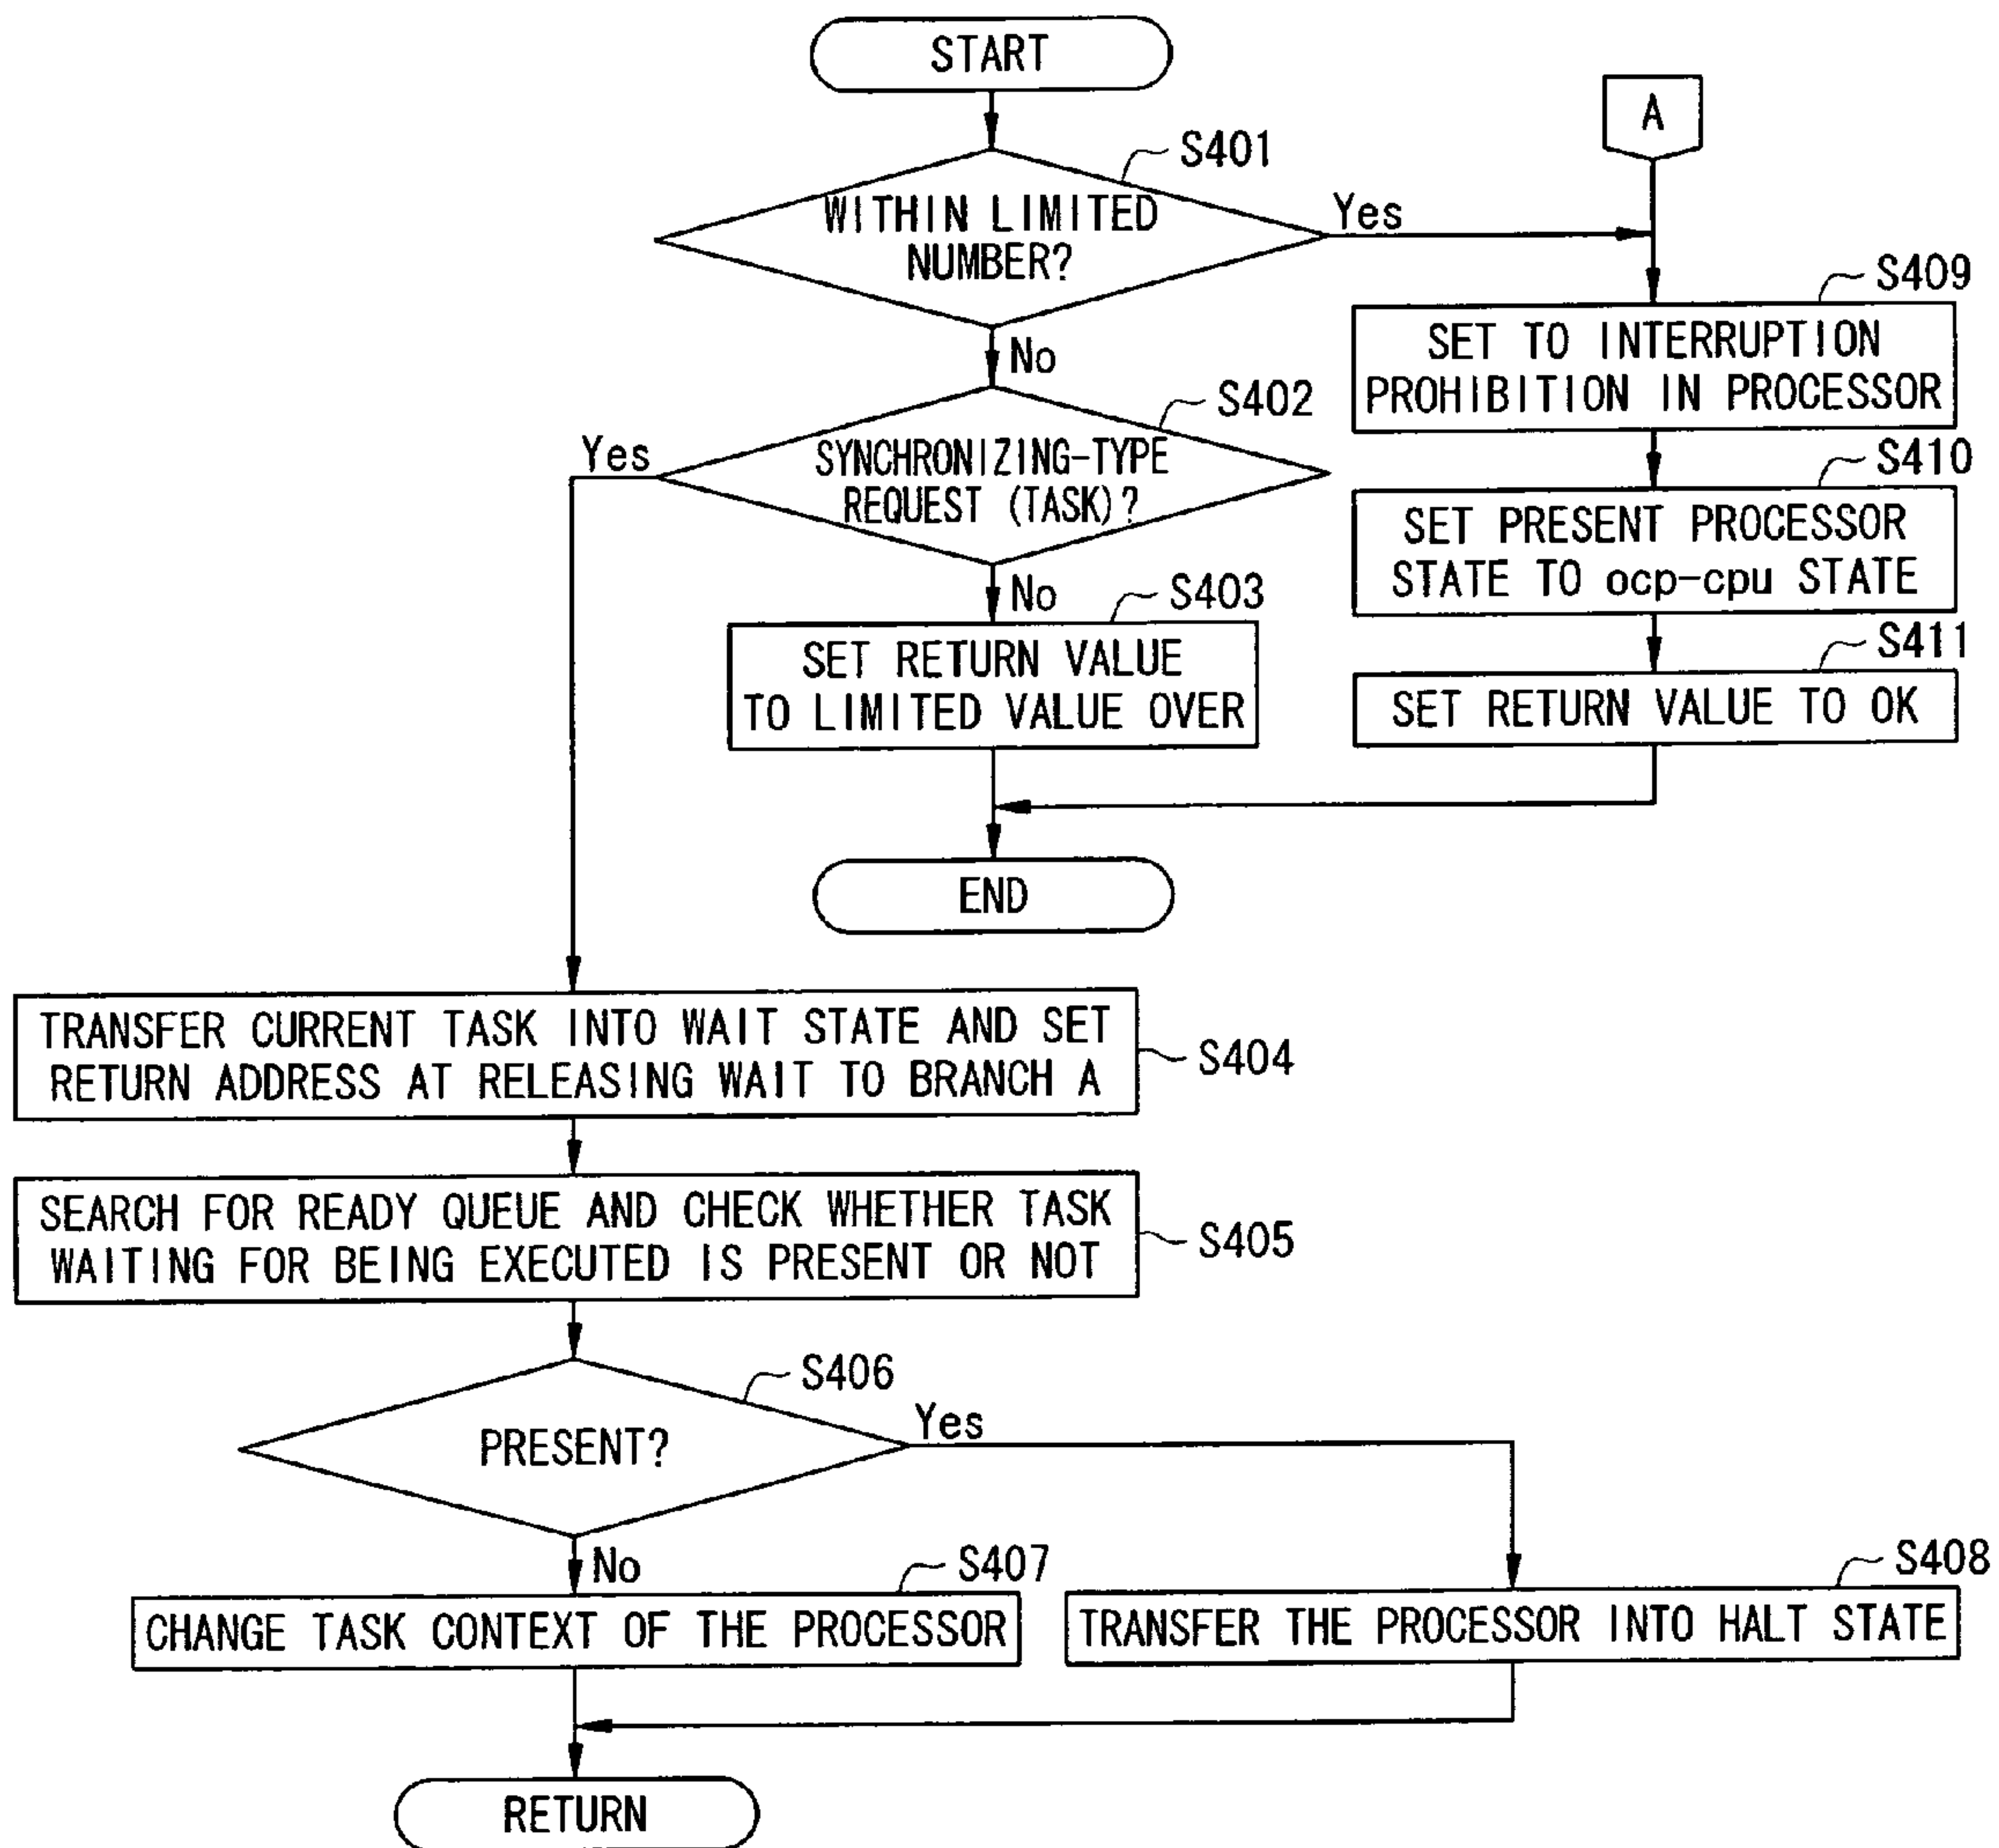 START
A
S401
WITHIN LIMITED
NUMBER?
Yes
No
S409
SET TO INTERRUPTION
PROHIBITION IN PROCESSOR
S402
SYNCHRONIZING-TYPE
REQUEST (TASK)?
Yes
No
S410
SET PRESENT PROCESSOR
STATE TO ocp-cpu STATE
S403
SET RETURN VALUE
TO LIMITED VALUE OVER
S411
SET RETURN VALUE TO OK
END
TRANSFER CURRENT TASK INTO WAIT STATE AND SET
RETURN ADDRESS AT RELEASING WAIT TO BRANCH A
S404
SEARCH FOR READY QUEUE AND CHECK WHETHER TASK
WAITING FOR BEING EXECUTED IS PRESENT OR NOT
S405
S406
PRESENT?
Yes
No
S407
CHANGE TASK CONTEXT OF THE PROCESSOR
S408
TRANSFER THE PROCESSOR INTO HALT STATE
RETURN